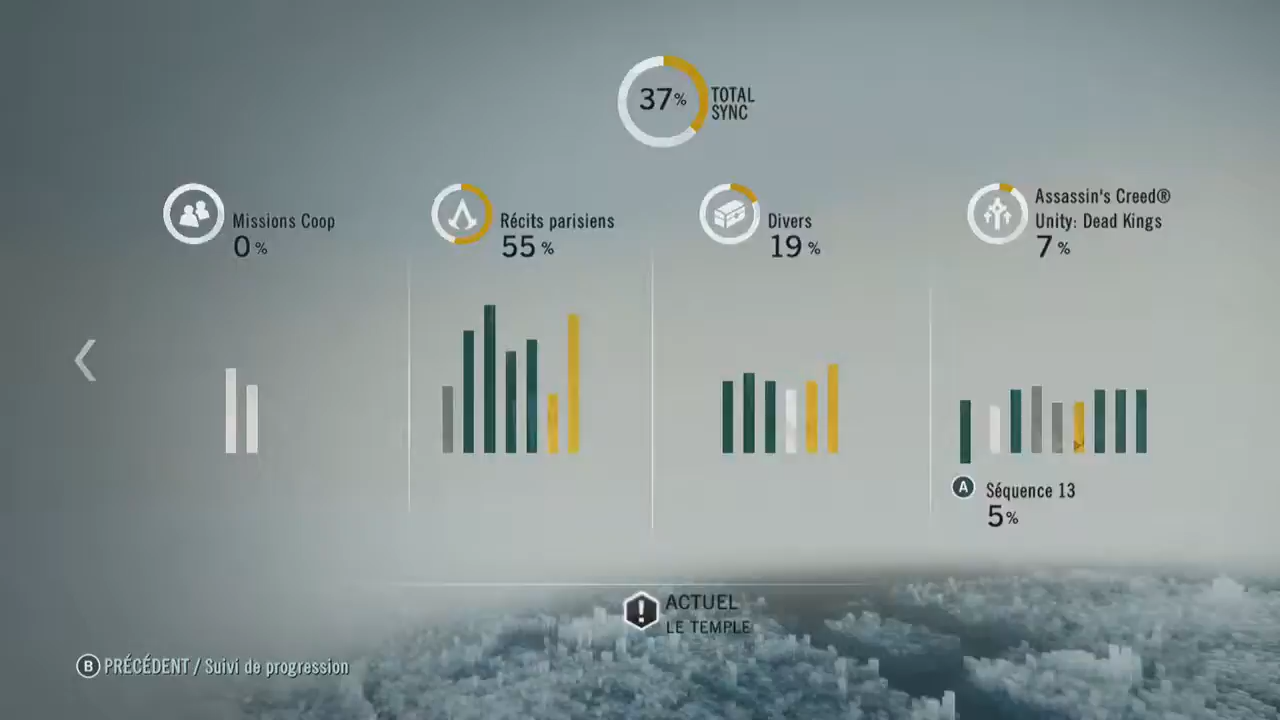 37%
TOTAL
SYNC
Missions Coop
0%
Récits parisiens
55%
Divers
19%
Assassin's Creed®
Unity: Dead Kings
7%
A Séquence 13
5%
ACTUEL
LE TEMPLE
B PRÉCÉDENT / Suivi de progression